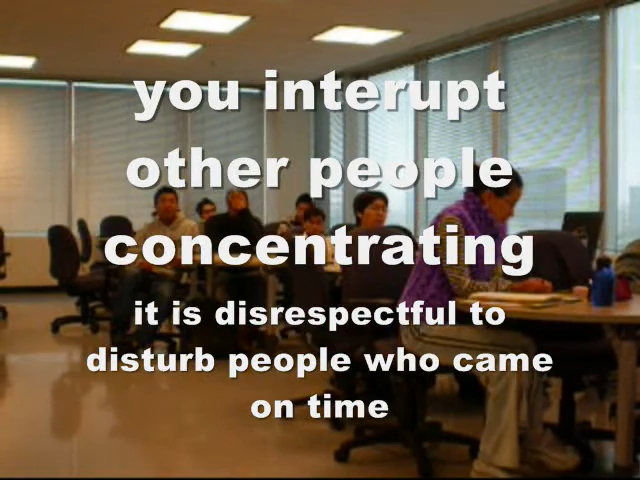 you interupt
other people
concentrating
it is disrespectful to
disturb people who came
on time